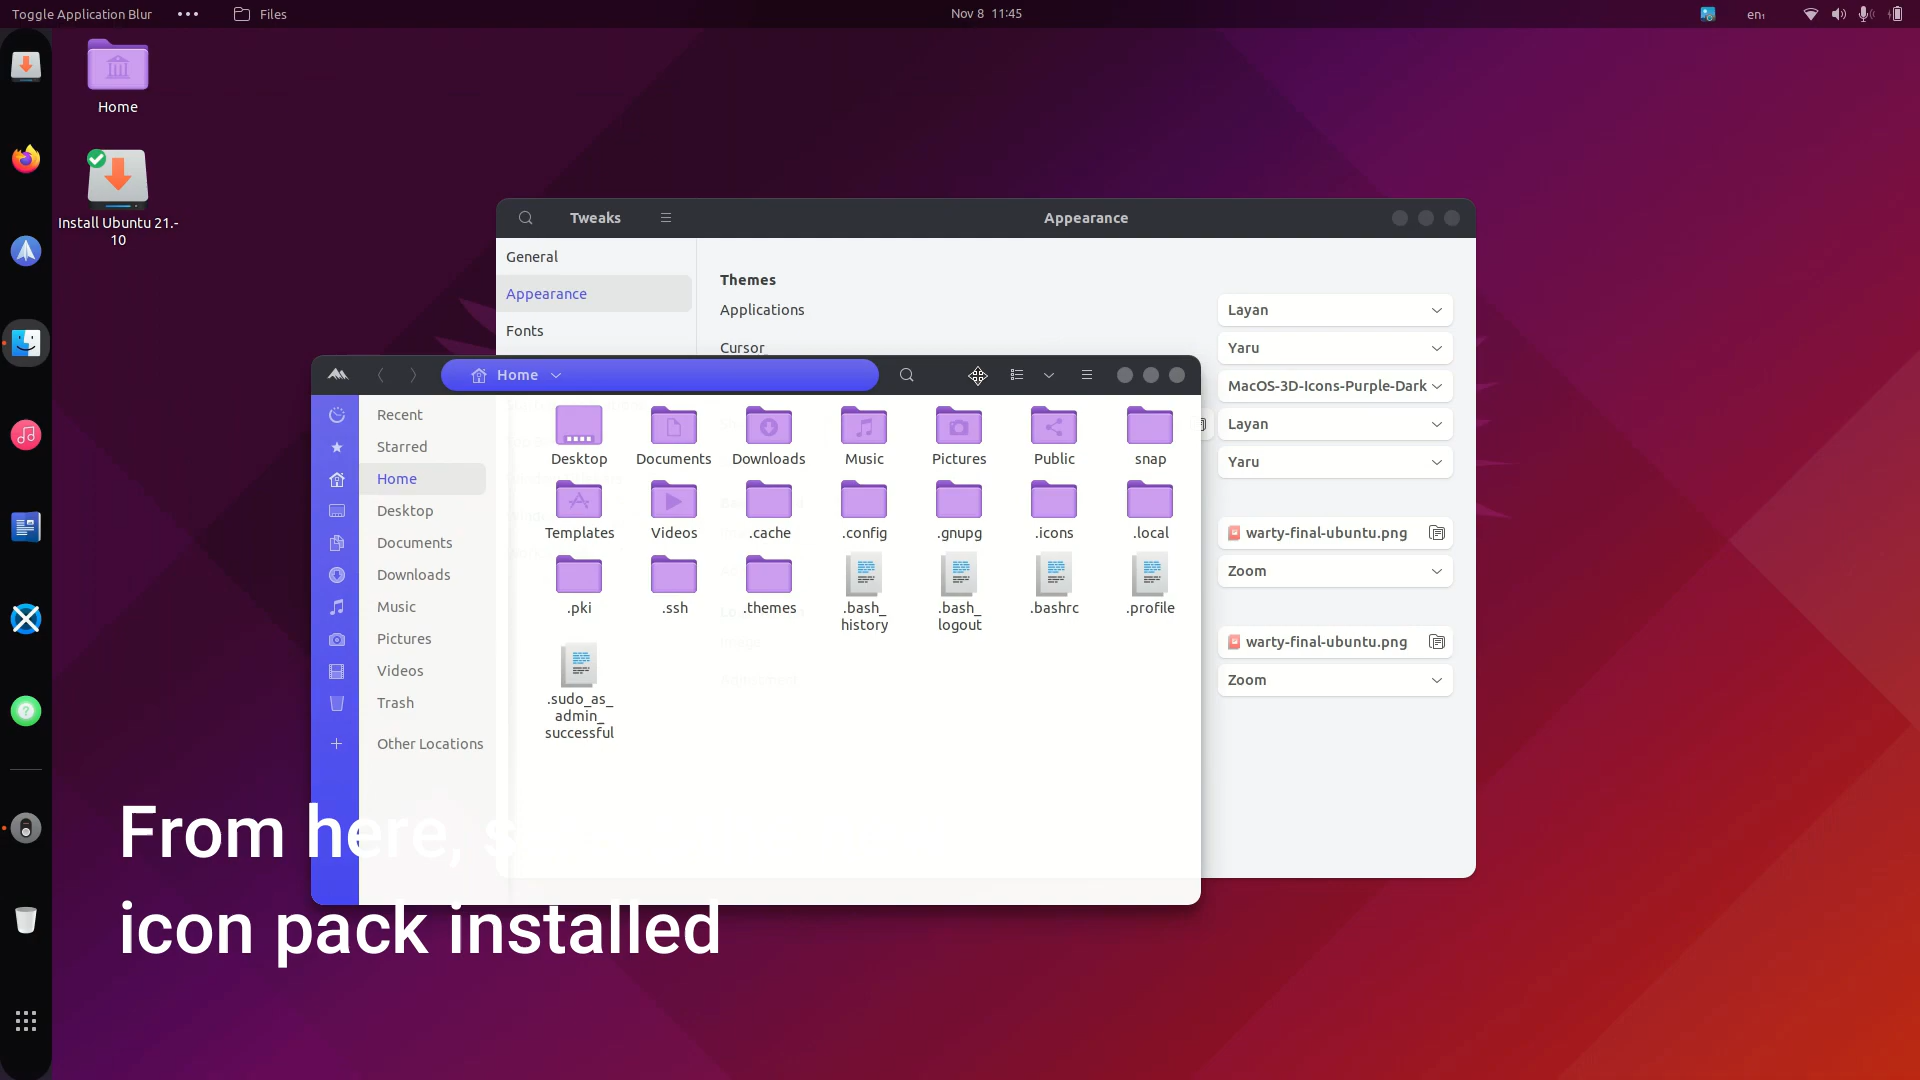 Toggle Application Blur
Files
Nov 8 11:45
en₁
Home
Install Ubuntu 21.-
10
Tweaks
Appearance
General
Appearance
Fonts
Themes
Applications
Layan
Cursor
Yaru
MacOS-3D-Icons-Purple-Dark
Layan
Yaru
warty-final-ubuntu.png
Zoom
warty-final-ubuntu.png
Zoom
Home
Recent
Starred
Home
Desktop
Documents
Downloads
Music
Pictures
Videos
Trash
Other Locations
Desktop
Documents
Downloads
Music
Pictures
Public
snap
Templates
Videos
.cache
.config
.gnupg
.icons
.local
.pki
.ssh
.themes
.bash_
history
.bash_
logout
.bashrc
.profile
.sudo_as_
admin_
successful
From here,
icon pack installed